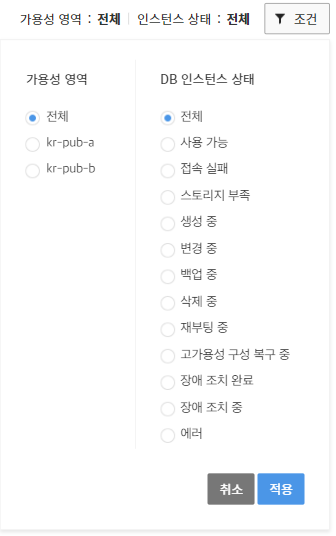 가용성 영역 : 전체 | 인스턴스 상태 : 전체 조건
가용성 영역
전체
kr-pub-a
kr-pub-b
DB 인스턴스 상태
전체
사용 가능
접속 실패
스토리지 부족
생성 중
변경 중
백업 중
삭제 중
재부팅 중
고가용성 구성 복구 중
장애 조치 완료
장애 조치 중
에러
취소 적용